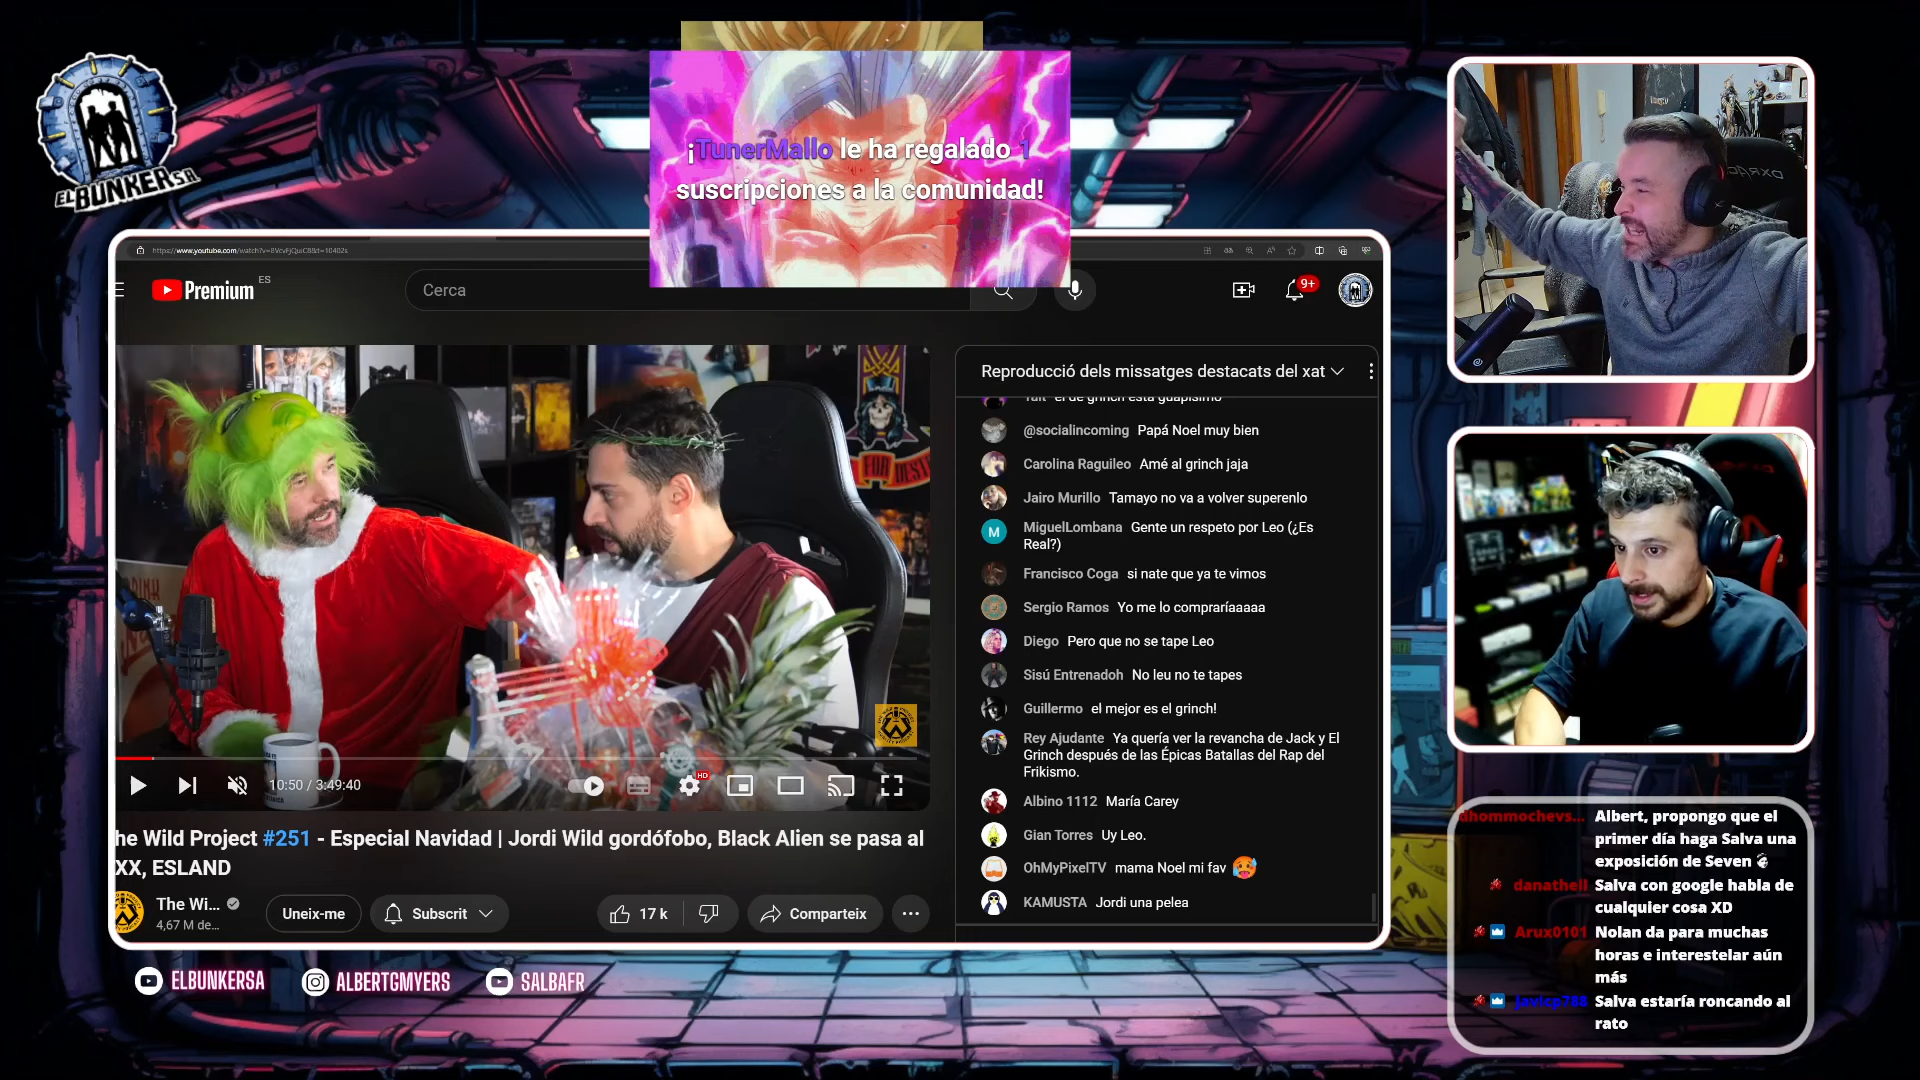 EL BUNKER S.A.
¡TunerMallo le ha regalado 1
suscripciones a la comunidad!
Premium ES
Cerca
9+
Reproducció dels missatges destacats del xat
@socialincoming Papá Noel muy bien
Carolina Raguileo Amé al grinch jaja
Jairo Murillo Tamayo no va a volver superenlo
M MiguelLombana Gente un respeto por Leo (¿Es
Real?)
Francisco Coga si nate que ya te vimos
Sergio Ramos Yo me lo compraríaaaaa
Diego Pero que no se tape Leo
Sisú Entrenadoh No leu no te tapes
Guillermo el mejor es el grinch!
Rey Ajudante Ya quería ver la revancha de Jack y El
Grinch después de las Épicas Batallas del Rap del
Frikismo.
Albino 1112 María Carey
Gian Torres Uy Leo.
OhMyPixelTV mama Noel mi fav
KAMUSTA Jordi una pelea
10:50 / 3:49:40
HD
he Wild Project #251 - Especial Navidad | Jordi Wild gordófobo, Black Alien se pasa al
XX, ESLAND
The Wi...
4,67 M de...
Uneix-me
Subscrit
17 k
Comparteix
ELBUNKERSA
ALBERTGMYERS
SALBAFR
dhommochevs... Albert, propongo que el
primer día haga Salva una
exposición de Seven
danathell Salva con google habla de
cualquier cosa XD
Arux0101 Nolan da para muchas
horas e interestelar aún
más
javicp788 Salva estaría roncando al
rato